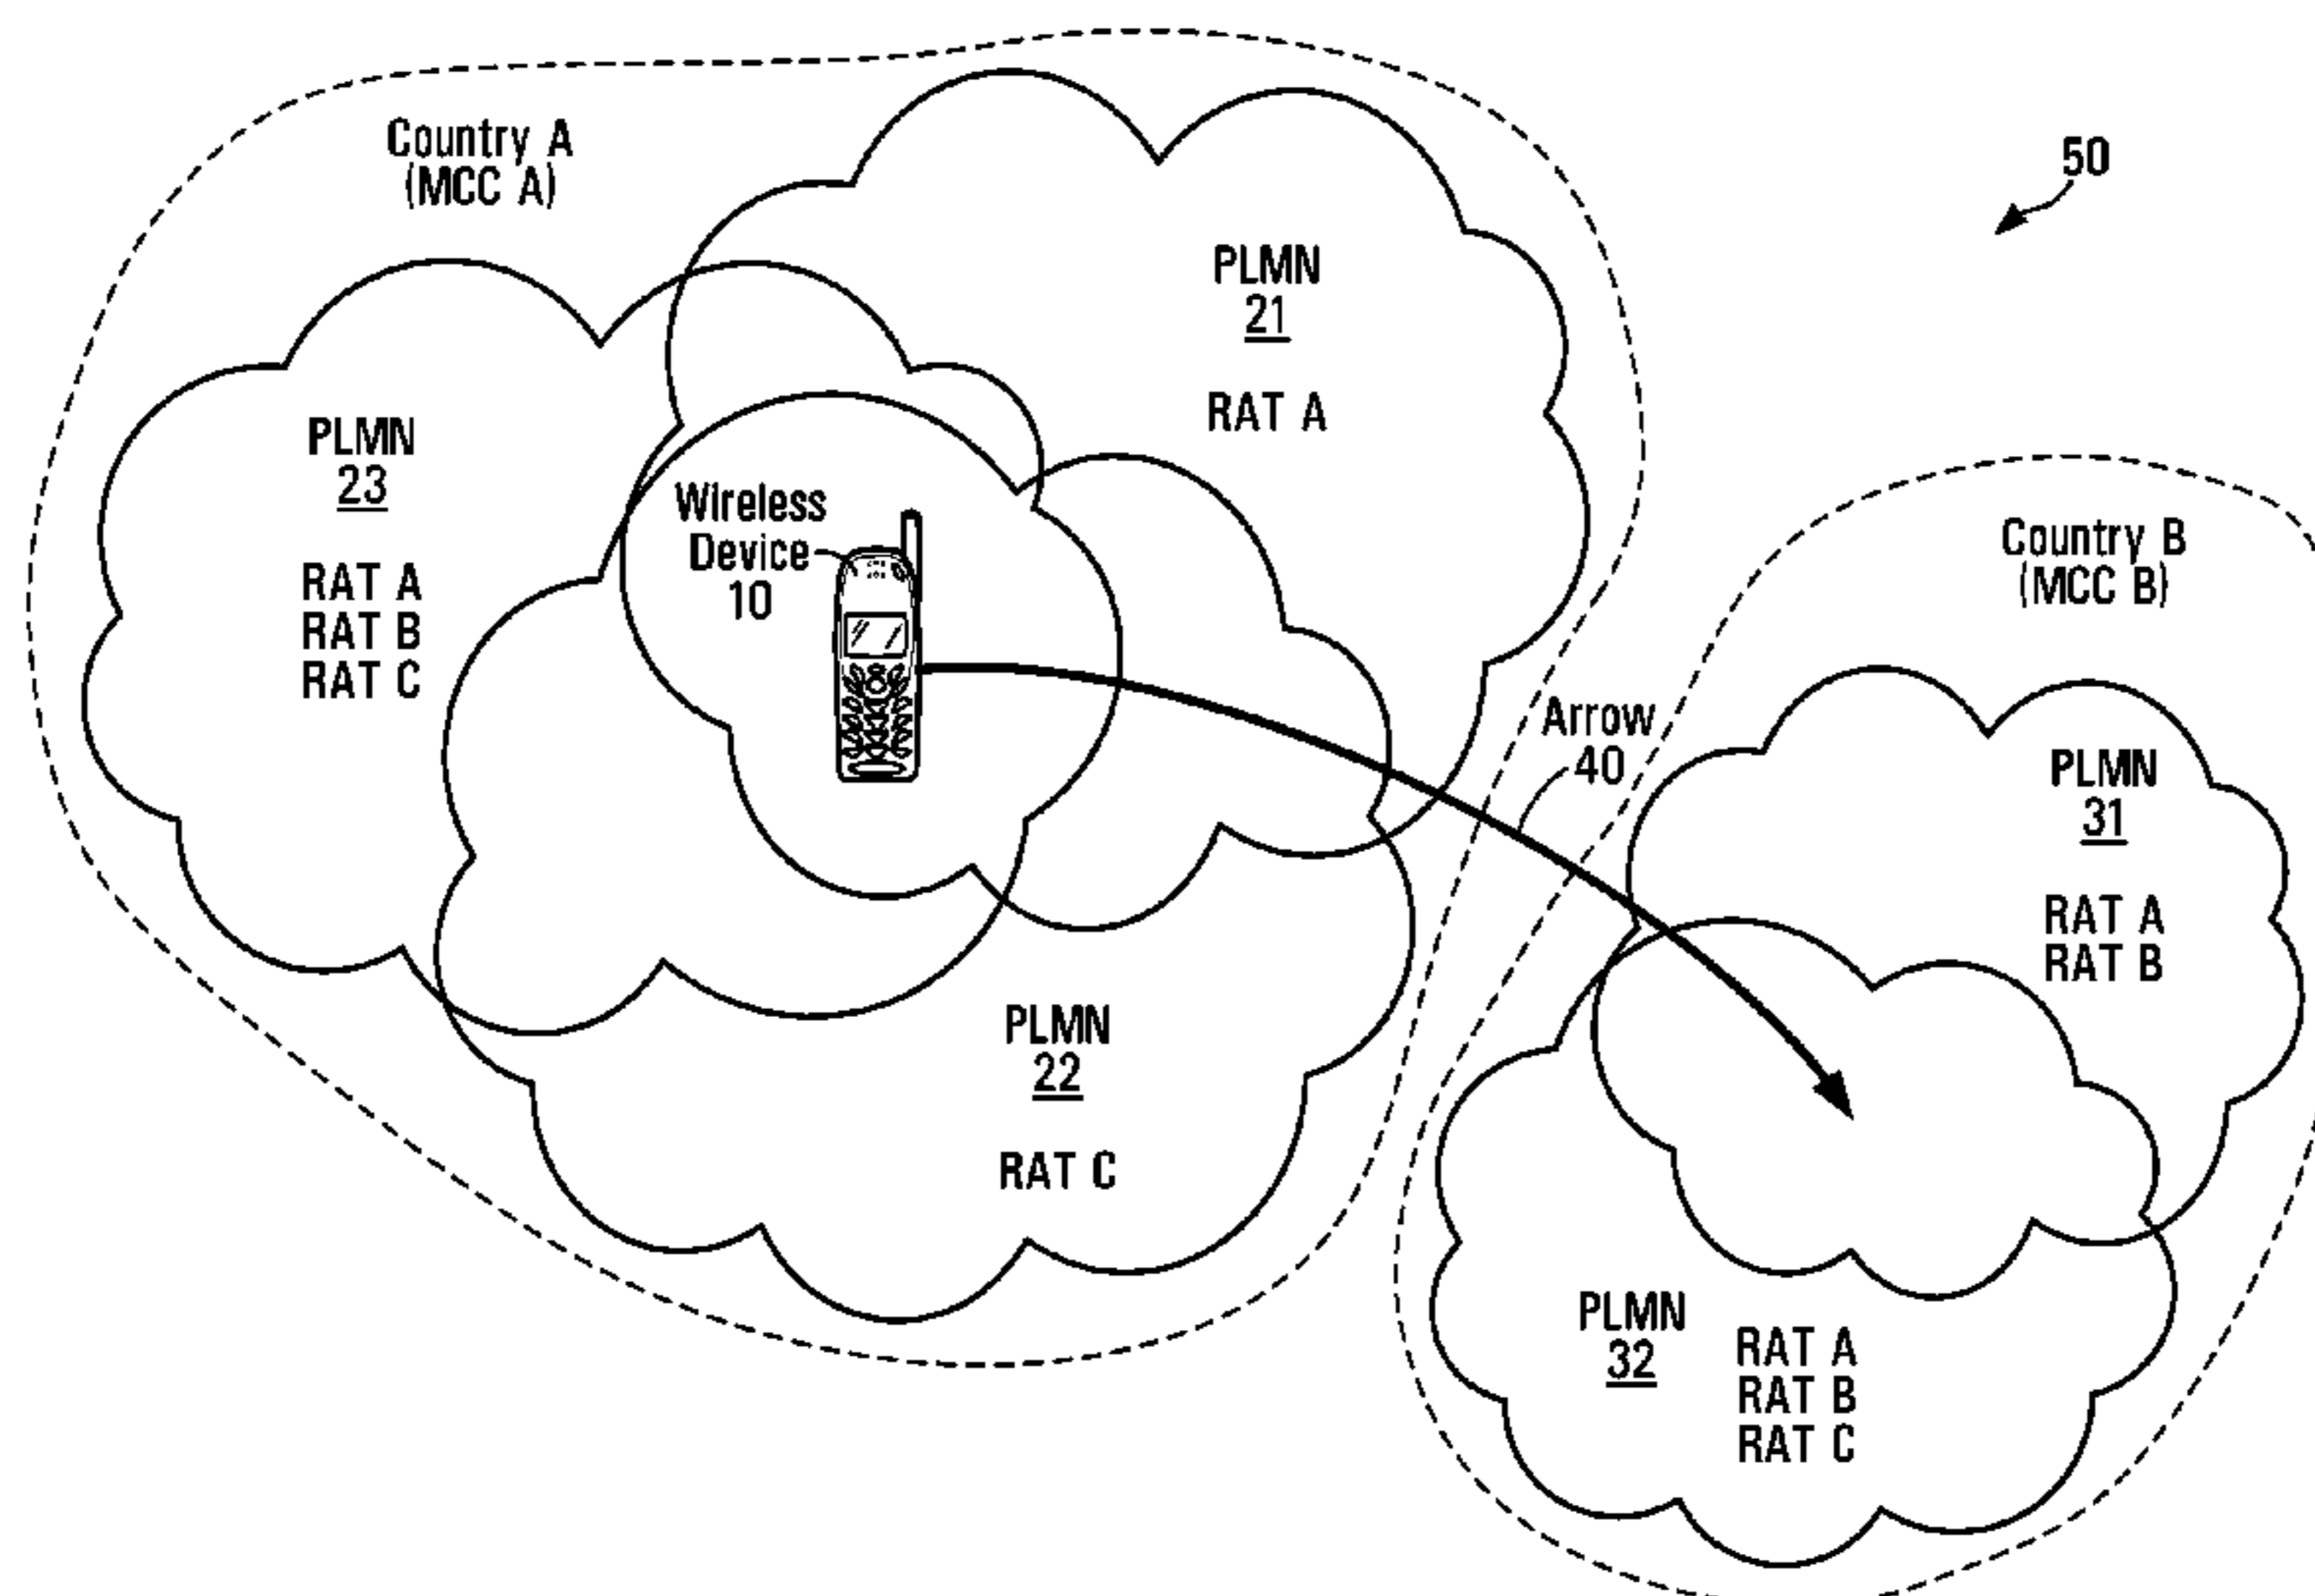 Country A
(MCC A)
50
PLMN
21
RAT A
PLMN
23
RAT A
RAT B
RAT C
Wireless
Device
10
Country B
(MCC B)
Arrow
40
PLMN
31
RAT A
RAT B
PLMN
22
RAT C
PLMN
32
RAT A
RAT B
RAT C